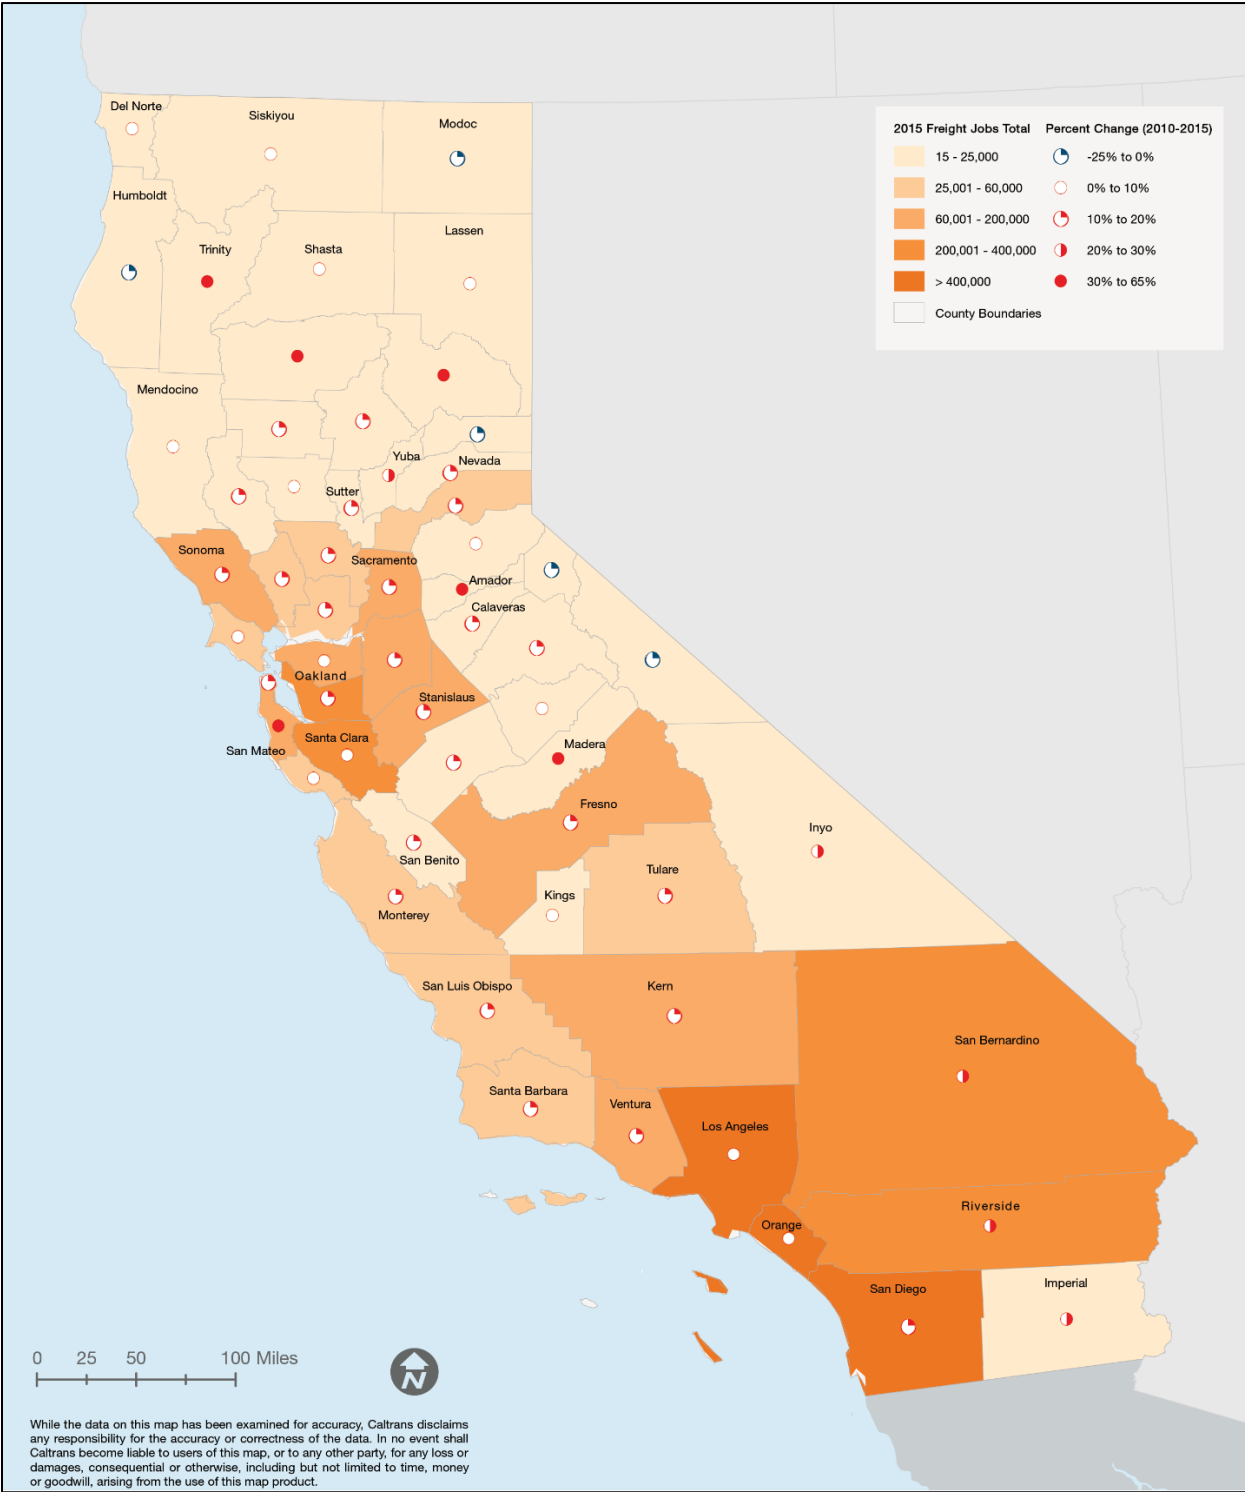 Del Norte
Siskiyou
Modoc
Humboldt
Trinity
Shasta
Lassen
Mendocino
Yuba
Nevada
Sutter
Sonoma
Sacramento
Amador
Calaveras
Oakland
Stanislaus
Santa Clara
San Mateo
Madera
Fresno
San Benito
Inyo
Tulare
Kings
Monterey
San Luis Obispo
Kern
San Bernardino
Santa Barbara
Ventura
Los Angeles
Riverside
Orange
San Diego
Imperial
2015 Freight Jobs Total Percent Change (2010-2015)
15 - 25,000 -25% to 0%
25,001 - 60,000 0% to 10%
60,001 - 200,000 10% to 20%
200,001 - 400,000 20% to 30%
> 400,000 30% to 65%
County Boundaries
0 25 50 100 Miles
N
While the data on this map has been examined for accuracy, Caltrans disclaims
any responsibility for the accuracy or correctness of the data. In no event shall
Caltrans become liable to users of this map, or to any other party, for any loss or
damages, consequential or otherwise, including but not limited to time, money
or goodwill, arising from the use of this map product.